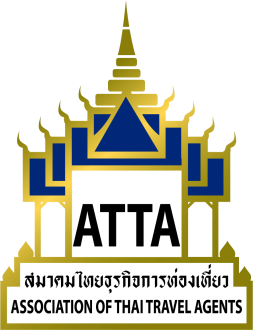 ATTA
สมาคมไทยธุรกิจการท่องเที่ยว
ASSOCIATION OF THAI TRAVEL AGENTS